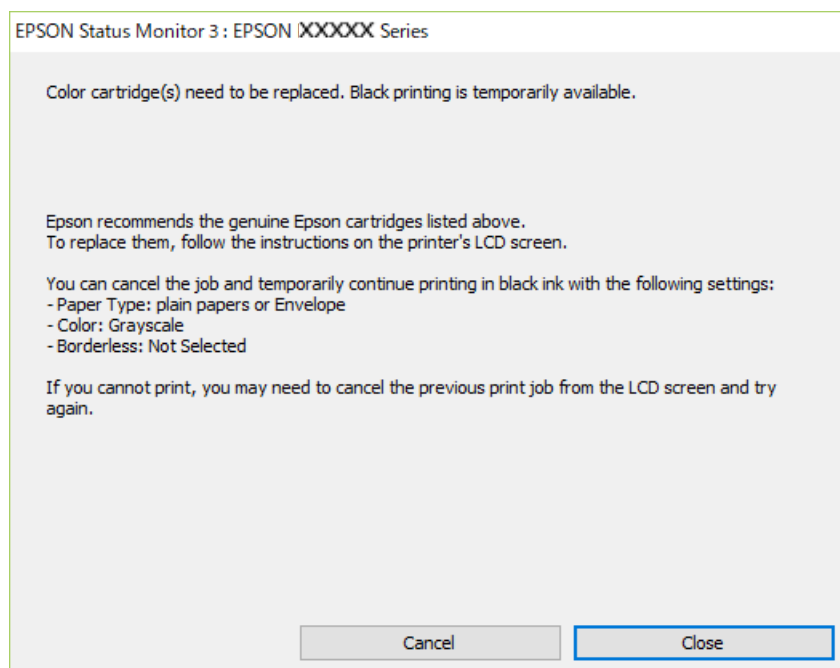 EPSON Status Monitor 3 : EPSON XXXXX Series
Color cartridge(s) need to be replaced. Black printing is temporarily available.
Epson recommends the genuine Epson cartridges listed above.
To replace them, follow the instructions on the printer's LCD screen.
You can cancel the job and temporarily continue printing in black ink with the following settings:
- Paper Type: plain papers or Envelope
- Color: Grayscale
- Borderless: Not Selected
If you cannot print, you may need to cancel the previous print job from the LCD screen and try
again.
Cancel
Close